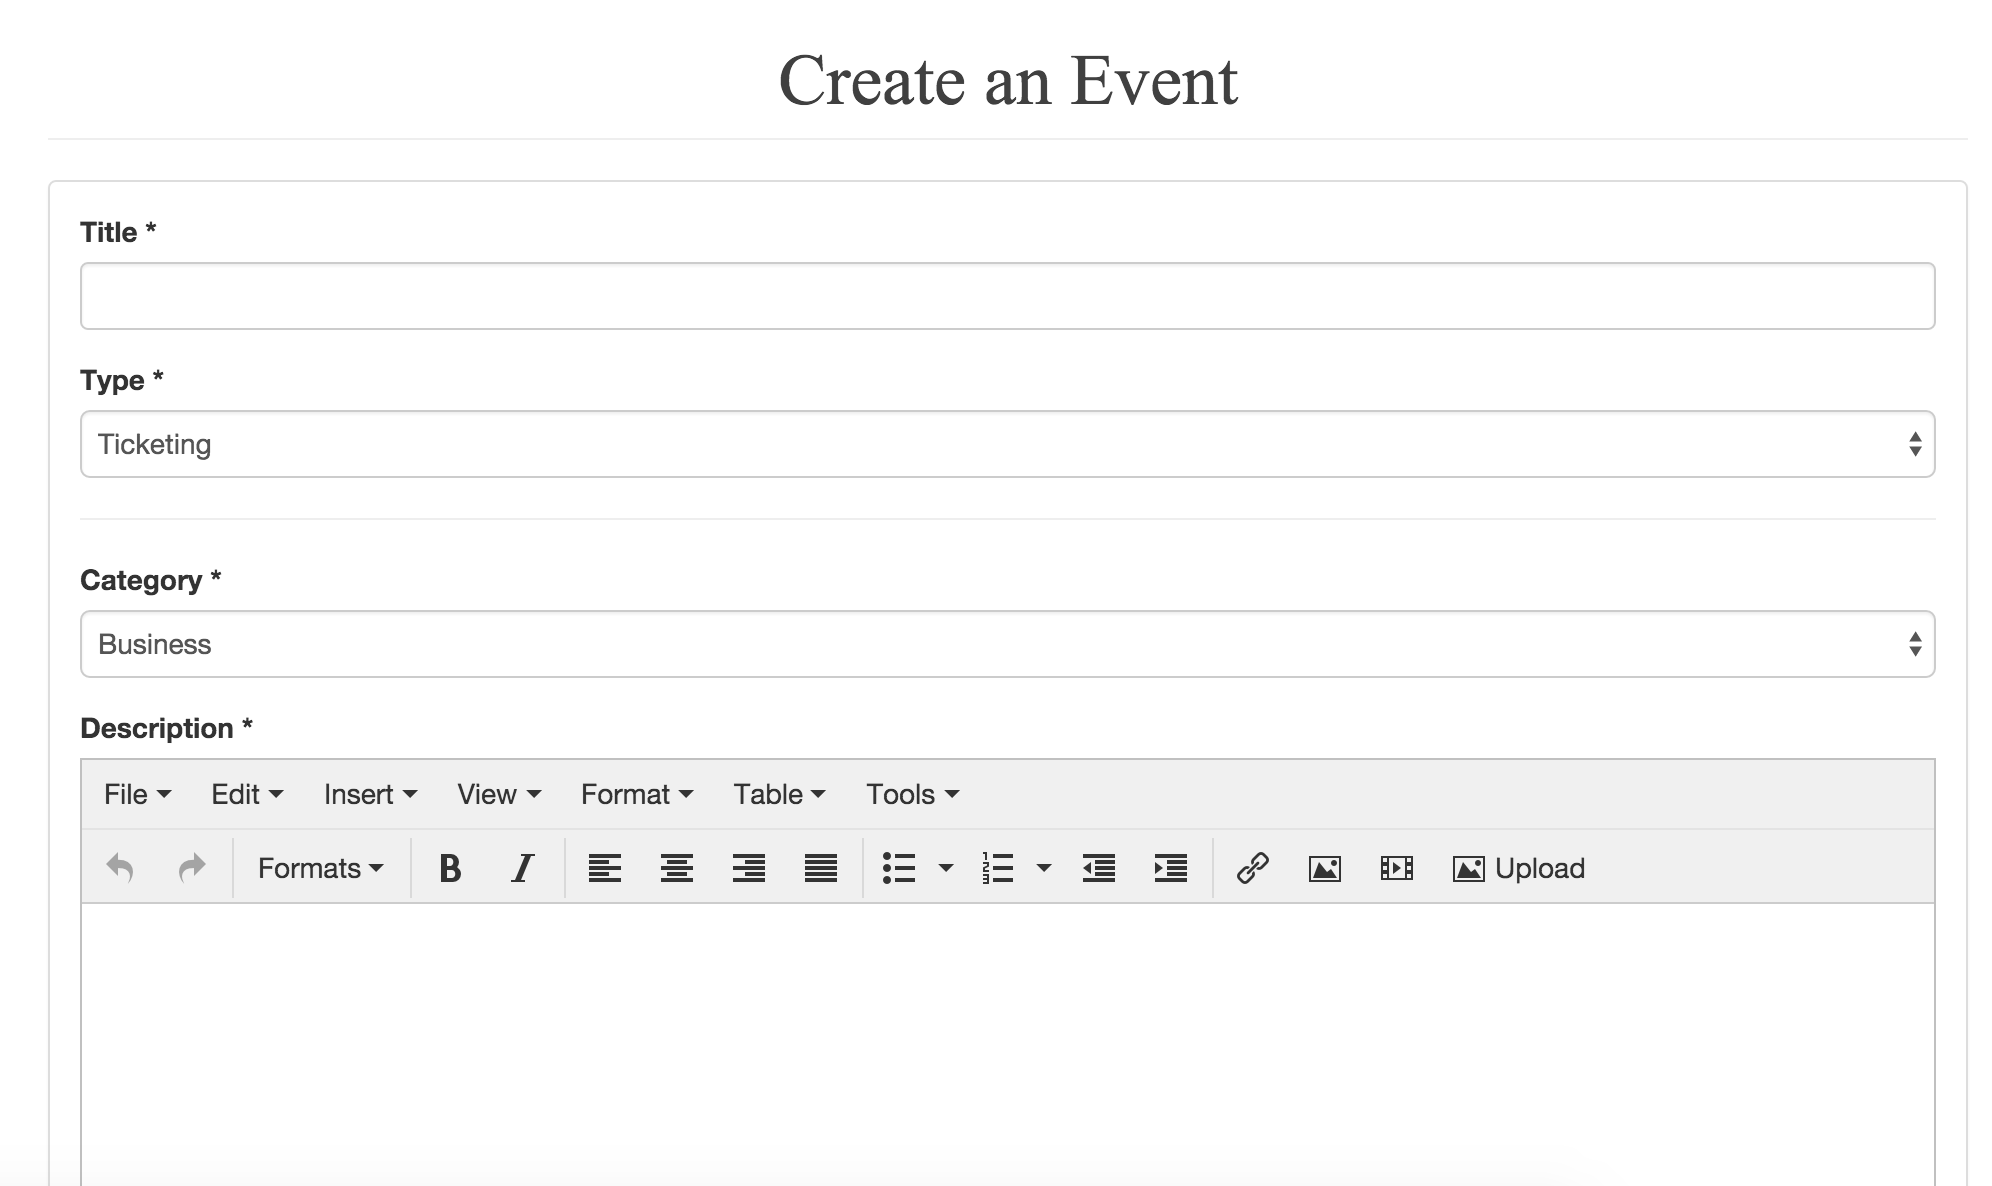 Create an Event
Title *
Type *
Ticketing
Category *
Business
Description *
File Edit Insert View Format Table Tools
Formats B I Upload